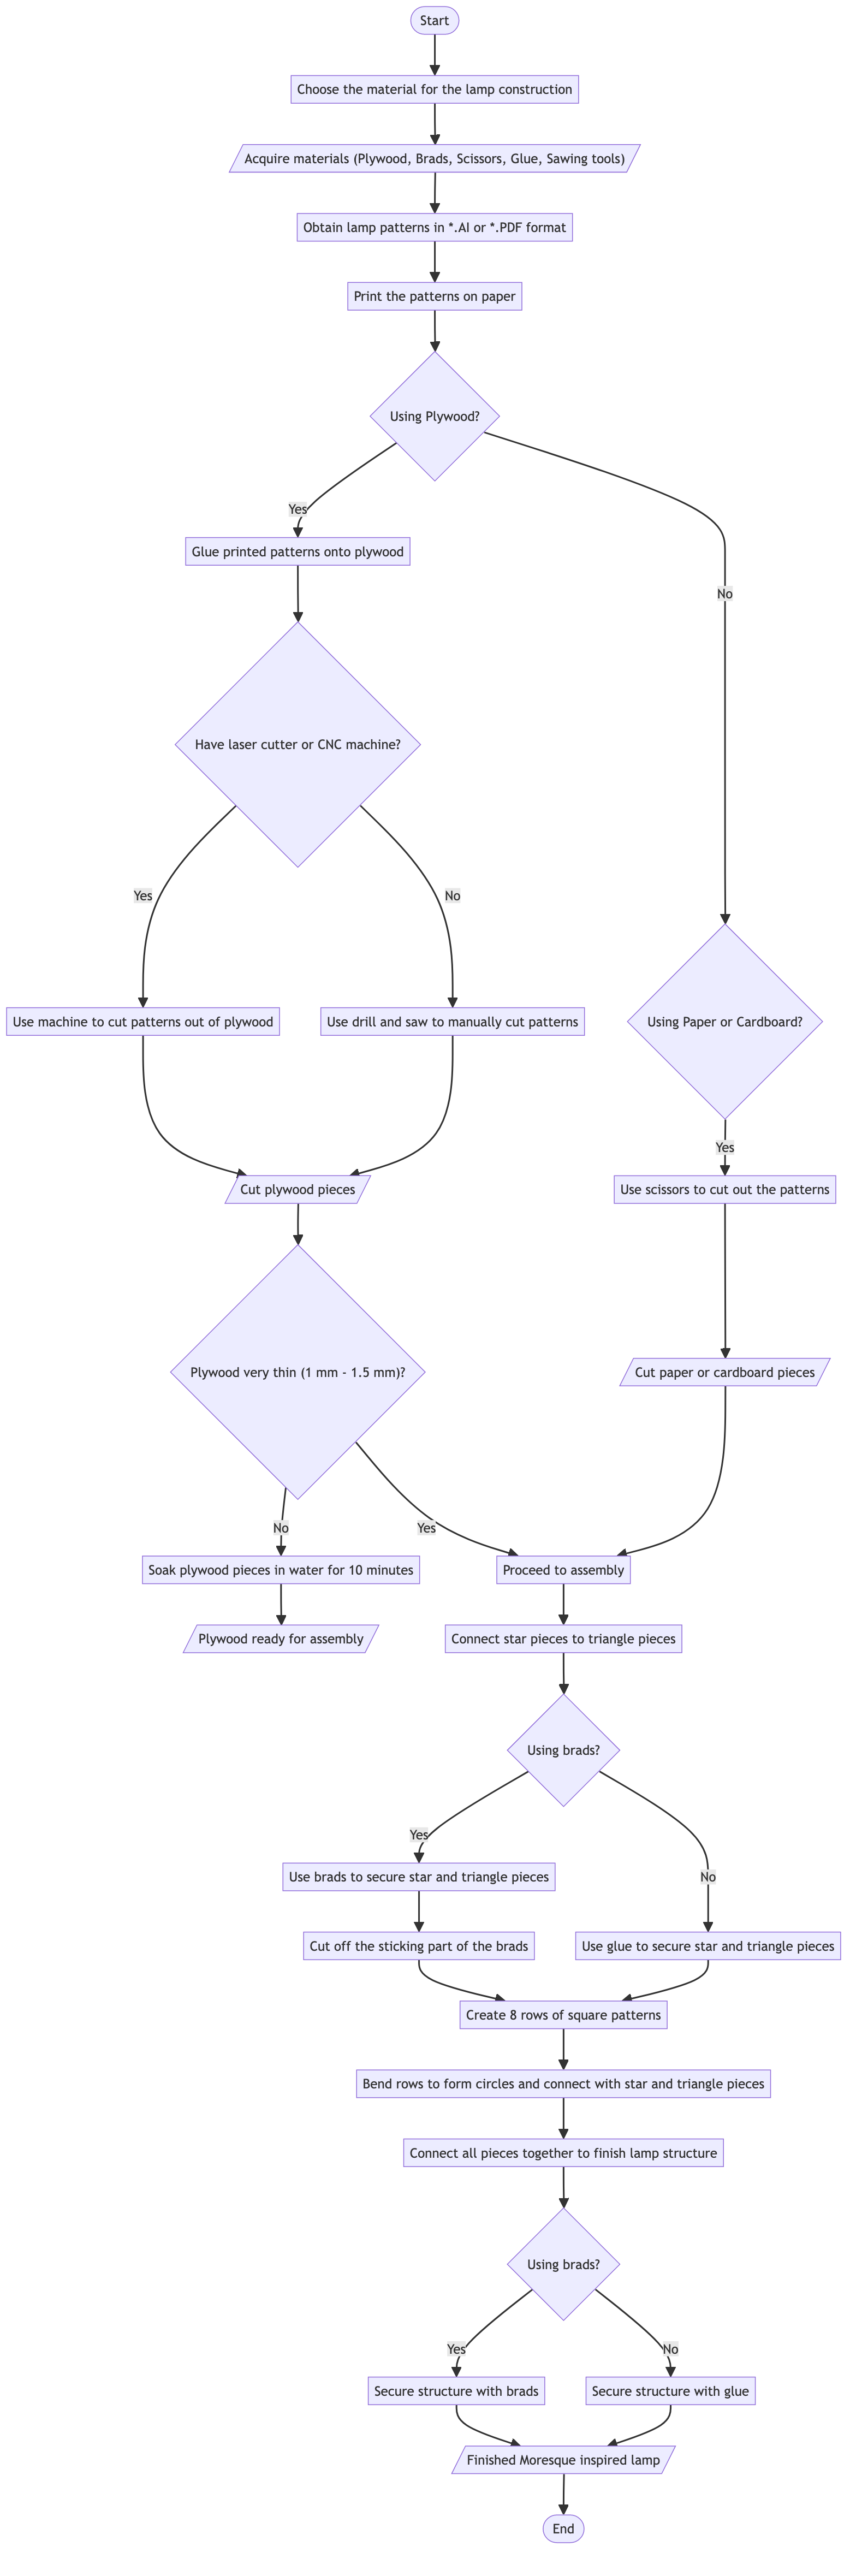 Start
Choose the material for the lamp construction
Acquire materials (Plywood, Brads, Scissors, Glue, Sawing tools)
Obtain lamp patterns in *.AI or *.PDF format
Print the patterns on paper
Using Plywood?
Yes
Glue printed patterns onto plywood
No
Have laser cutter or CNC machine?
Yes
No
Use machine to cut patterns out of plywood
Use drill and saw to manually cut patterns
Using Paper or Cardboard?
Yes
Cut plywood pieces
Use scissors to cut out the patterns
Plywood very thin (1 mm - 1.5 mm)?
Cut paper or cardboard pieces
No
Yes
Soak plywood pieces in water for 10 minutes
Proceed to assembly
Plywood ready for assembly
Connect star pieces to triangle pieces
Using brads?
Yes
Use brads to secure star and triangle pieces
No
Cut off the sticking part of the brads
Use glue to secure star and triangle pieces
Create 8 rows of square patterns
Bend rows to form circles and connect with star and triangle pieces
Connect all pieces together to finish lamp structure
Using brads?
Yes
No
Secure structure with brads
Secure structure with glue
Finished Moresque inspired lamp
End